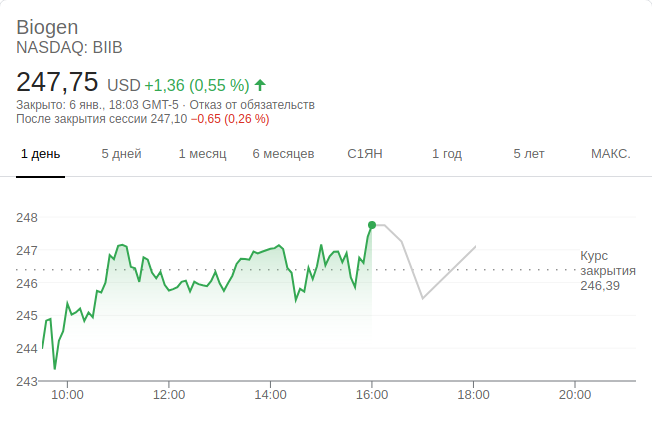 Biogen
NASDAQ: BIIB
247,75 USD +1,36 (0,55 %)
Закрыто: 6 янв., 18:03 GMT-5 · Отказ от обязательств
После закрытия сессии 247,10 −0,65 (0,26 %)
1 день 5 дней 1 месяц 6 месяцев С1ЯН 1 год 5 лет МАКС.
248
247
246
245
244
243
Курс
закрытия
246,39
10:00 12:00 14:00 16:00 18:00 20:00